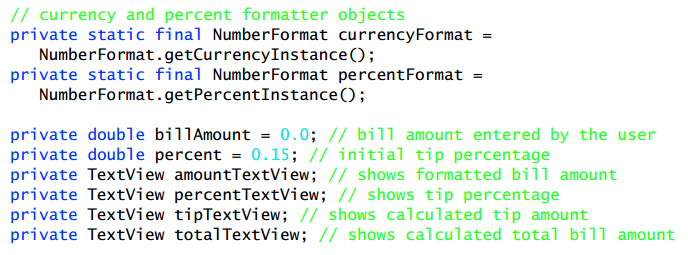 // currency and percent formatter objects
private static final NumberFormat currencyFormat =
   NumberFormat.getCurrencyInstance();
private static final NumberFormat percentFormat =
   NumberFormat.getPercentInstance();

private double billAmount = 0.0; // bill amount entered by the user
private double percent = 0.15; // initial tip percentage
private TextView amountTextView; // shows formatted bill amount
private TextView percentTextView; // shows tip percentage
private TextView tipTextView; // shows calculated tip amount
private TextView totalTextView; // shows calculated total bill amount